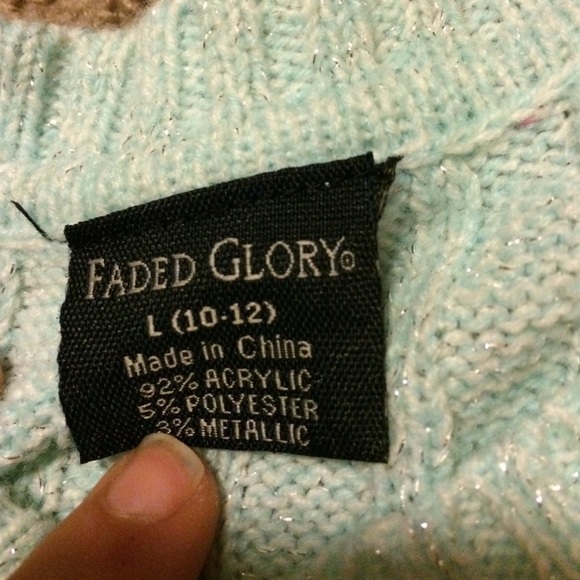 FADED GLORY®
L (10-12)
Made in China
92% ACRYLIC
5% POLYESTER
3% METALLIC